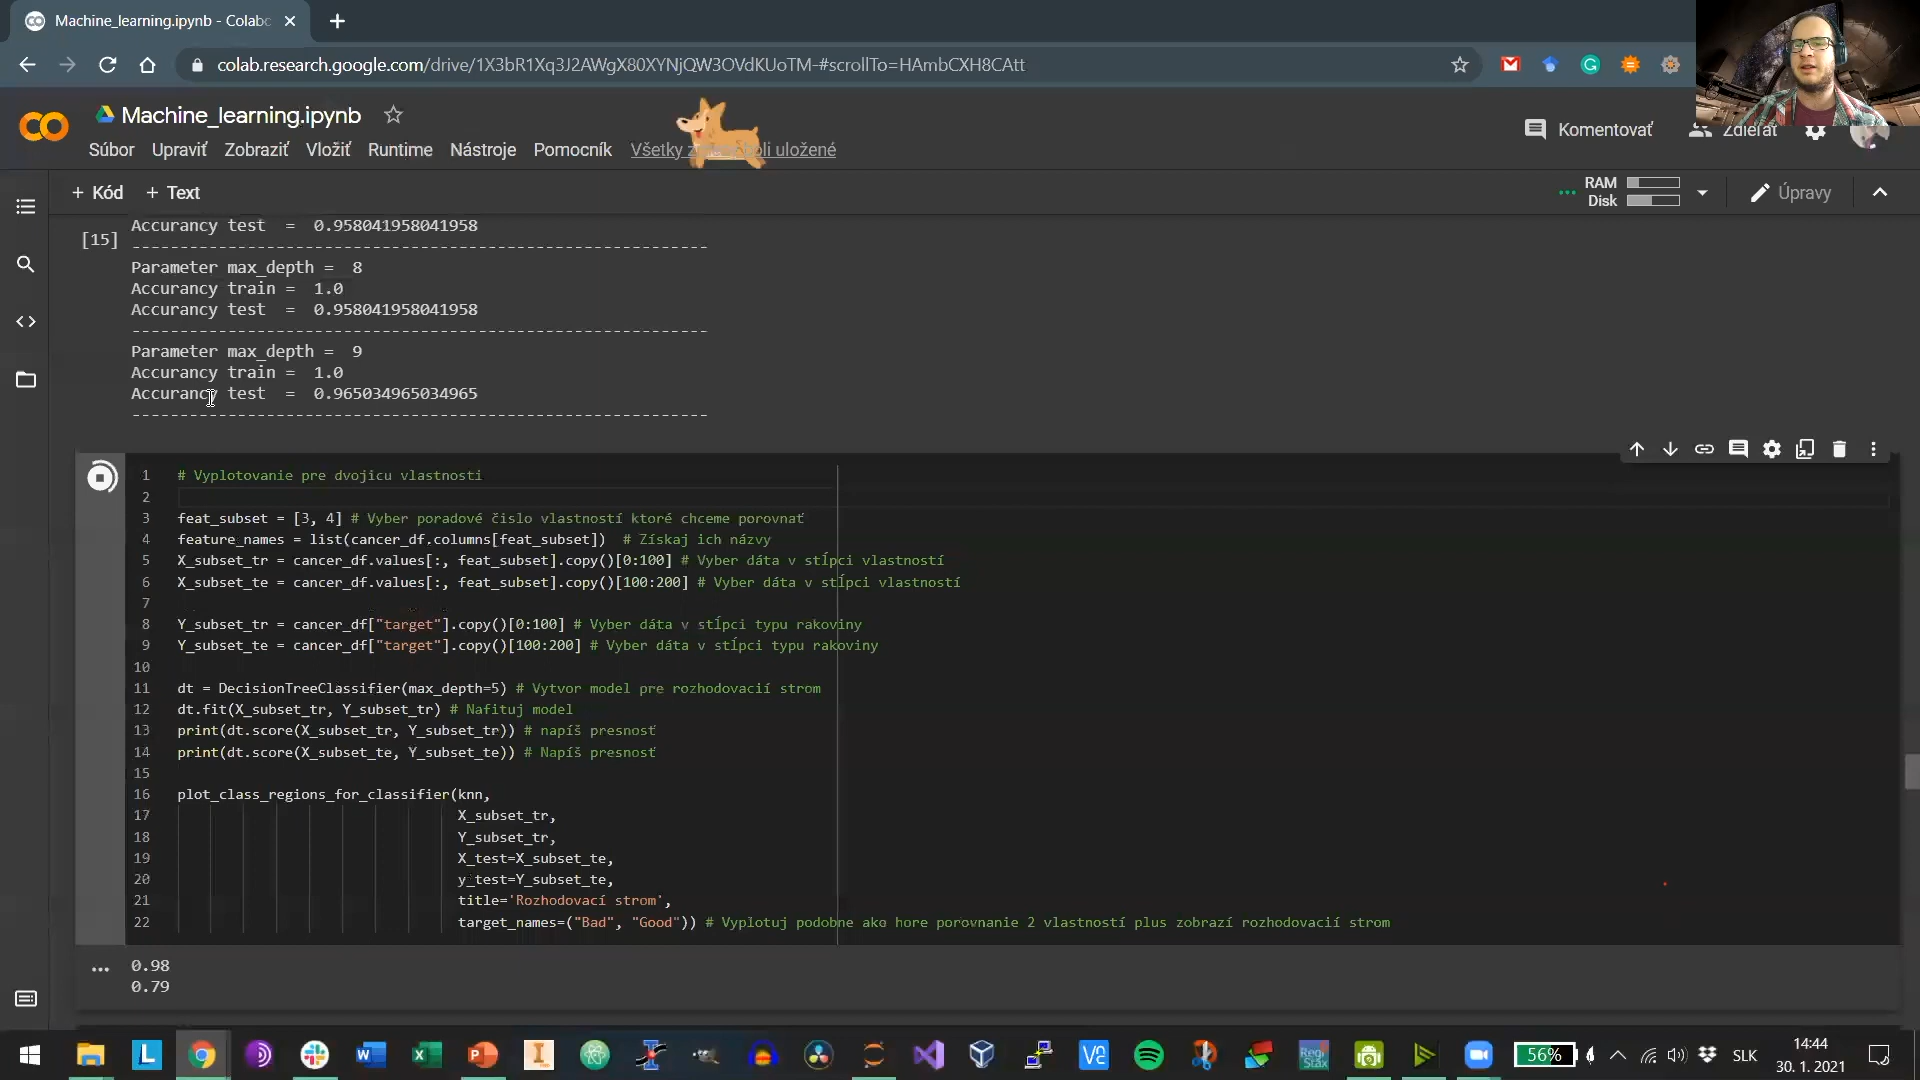 Machine_learning.ipynb - Colabo
colab.research.google.com/drive/1X3bR1Xq3J2AWgX80XYNjQW3OVdKUoTM-#scrollTo=HAmbCXH8CAtt
Machine_learning.ipynb
Komentovať
Zdieľať
Súbor Upraviť Zobraziť Vložiť Runtime Nástroje Pomocník Všetky boli uložené
+ Kód + Text
RAM
Disk
Úpravy
[15]
Accurancy test = 0.958041958041958
------------------------------------------------------------
Parameter max_depth = 8
Accurancy train = 1.0
Accurancy test = 0.958041958041958
------------------------------------------------------------
Parameter max_depth = 9
Accurancy train = 1.0
Accurancy test = 0.965034965034965
------------------------------------------------------------
1 # Vyplotovanie pre dvojicu vlastnosti
2
3 feat_subset = [3, 4] # Vyber poradové čislo vlastností ktoré chceme porovnať
4 feature_names = list(cancer_df.columns[feat_subset]) # Získaj ich názvy
5 X_subset_tr = cancer_df.values[:, feat_subset].copy()[0:100] # Vyber dáta v stĺpci vlastností
6 X_subset_te = cancer_df.values[:, feat_subset].copy()[100:200] # Vyber dáta v stĺpci vlastností
7
8 Y_subset_tr = cancer_df["target"].copy()[0:100] # Vyber dáta v stĺpci typu rakoviny
9 Y_subset_te = cancer_df["target"].copy()[100:200] # Vyber dáta v stĺpci typu rakoviny
10
11 dt = DecisionTreeClassifier(max_depth=5) # Vytvor model pre rozhodovacií strom
12 dt.fit(X_subset_tr, Y_subset_tr) # Nafituj model
13 print(dt.score(X_subset_tr, Y_subset_tr)) # napíš presnosť
14 print(dt.score(X_subset_te, Y_subset_te)) # Napíš presnosť
15
16 plot_class_regions_for_classifier(knn,
17 X_subset_tr,
18 Y_subset_tr,
19 X_test=X_subset_te,
20 y_test=Y_subset_te,
21 title='Rozhodovací strom',
22 target_names=("Bad", "Good")) # Vyplotuj podobne ako hore porovnanie 2 vlastností plus zobrazí rozhodovacií strom
0.98
0.79
56%
SLK
14:44
30. 1. 2021